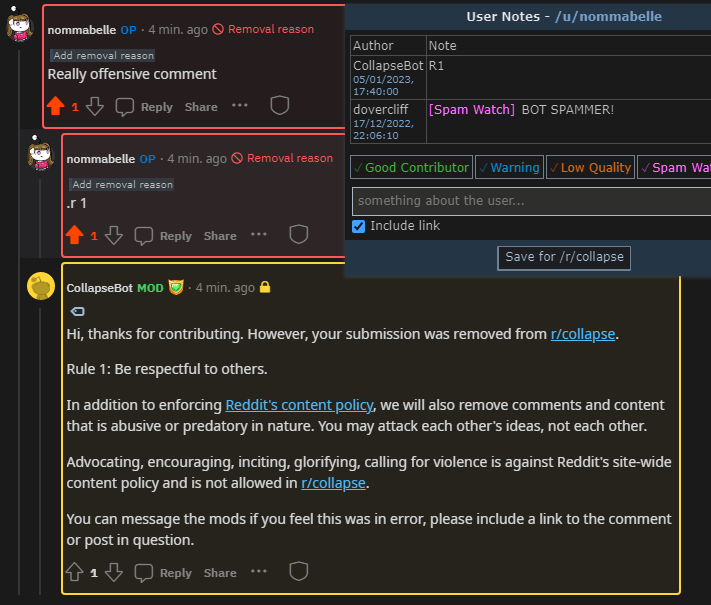 nommabelle OP · 4 min. ago Removal reason
Add removal reason
Really offensive comment
1 Reply Share ···
nommabelle OP · 4 min. ago Removal reason
Add removal reason
.r 1
1 Reply Share ···
CollapseBot MOD · 4 min. ago
Hi, thanks for contributing. However, your submission was removed from r/collapse.
Rule 1: Be respectful to others.
In addition to enforcing Reddit's content policy, we will also remove comments and content
that is abusive or predatory in nature. You may attack each other's ideas, not each other.
Advocating, encouraging, inciting, glorifying, calling for violence is against Reddit's site-wide
content policy and is not allowed in r/collapse.
You can message the mods if you feel this was in error, please include a link to the comment
or post in question.
1 Reply Share ···
User Notes - /u/nommabelle
Author Note
CollapseBot R1
05/01/2023,
17:40:00
dovercliff [Spam Watch] BOT SPAMMER!
17/12/2022,
22:06:10
✓Good Contributor ✓Warning ✓Low Quality ✓Spam Wat
something about the user...
Include link
Save for /r/collapse